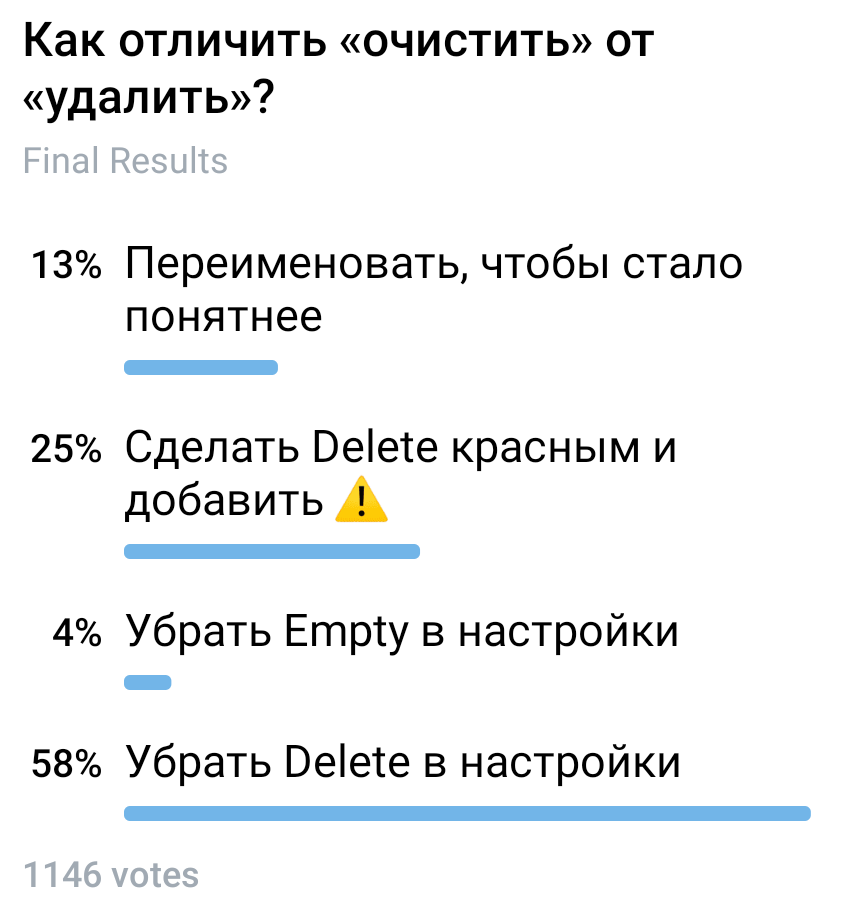 Как отличить «очистить» от
«удалить»?
Final Results
13% Переименовать, чтобы стало
понятнее
25% Сделать Delete красным и
добавить ⚠️
4% Убрать Empty в настройки
58% Убрать Delete в настройки
1146 votes